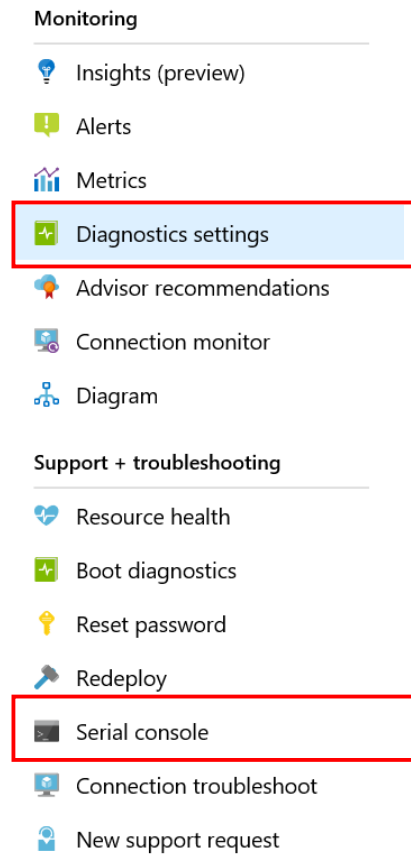 Monitoring
Insights (preview)
Alerts
Metrics
Diagnostics settings
Advisor recommendations
Connection monitor
Diagram
Support + troubleshooting
Resource health
Boot diagnostics
Reset password
Redeploy
Serial console
Connection troubleshoot
New support request